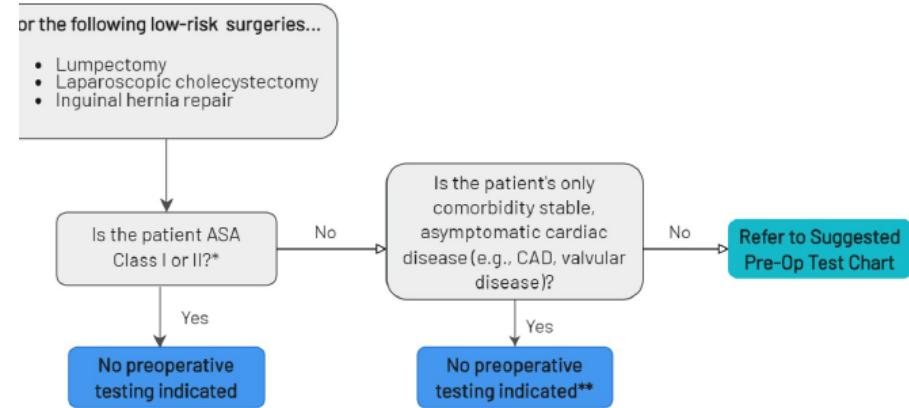 or the following low-risk surgeries...
• Lumpectomy
• Laparoscopic cholecystectomy
• Inguinal hernia repair
Is the patient ASA
Class I or II?*
No
Is the patient's only
comorbidity stable,
asymptomatic cardiac
disease (e.g., CAD, valvular
disease)?
No
Refer to Suggested
Pre-Op Test Chart
Yes
No preoperative
testing indicated
Yes
No preoperative
testing indicated**